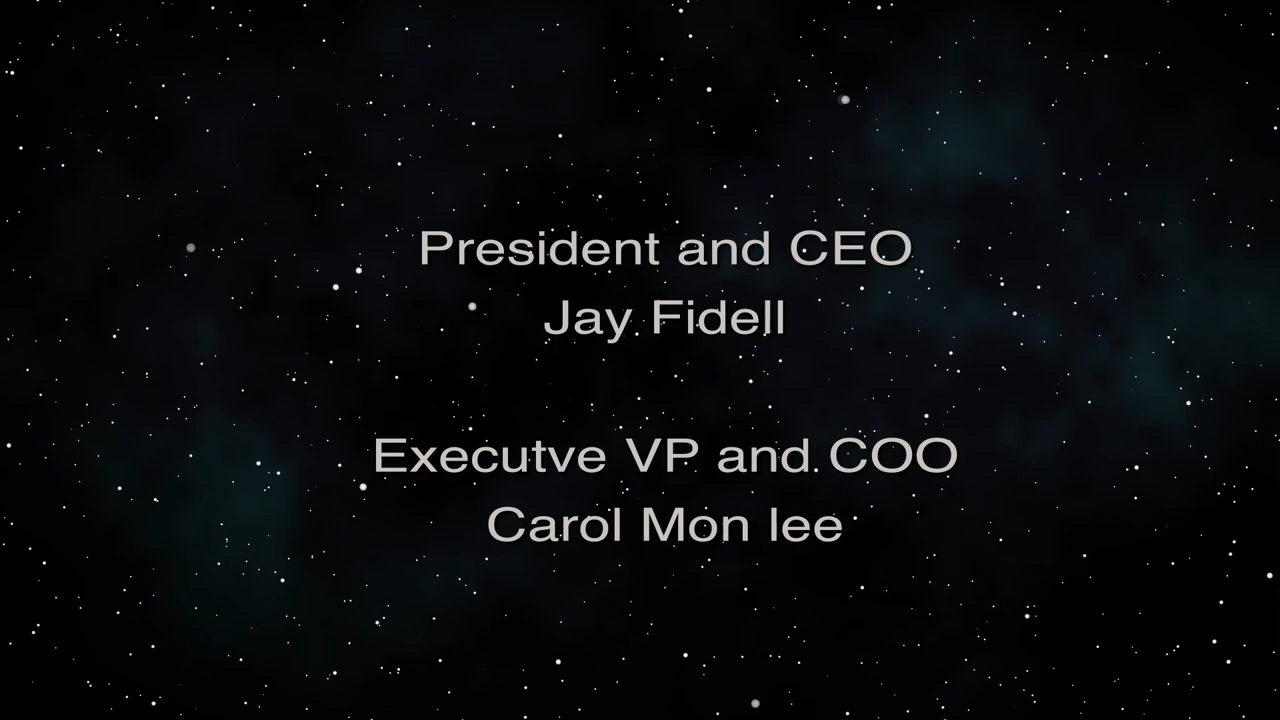 President and CEO
Jay Fidell
Executve VP and COO
Carol Mon lee